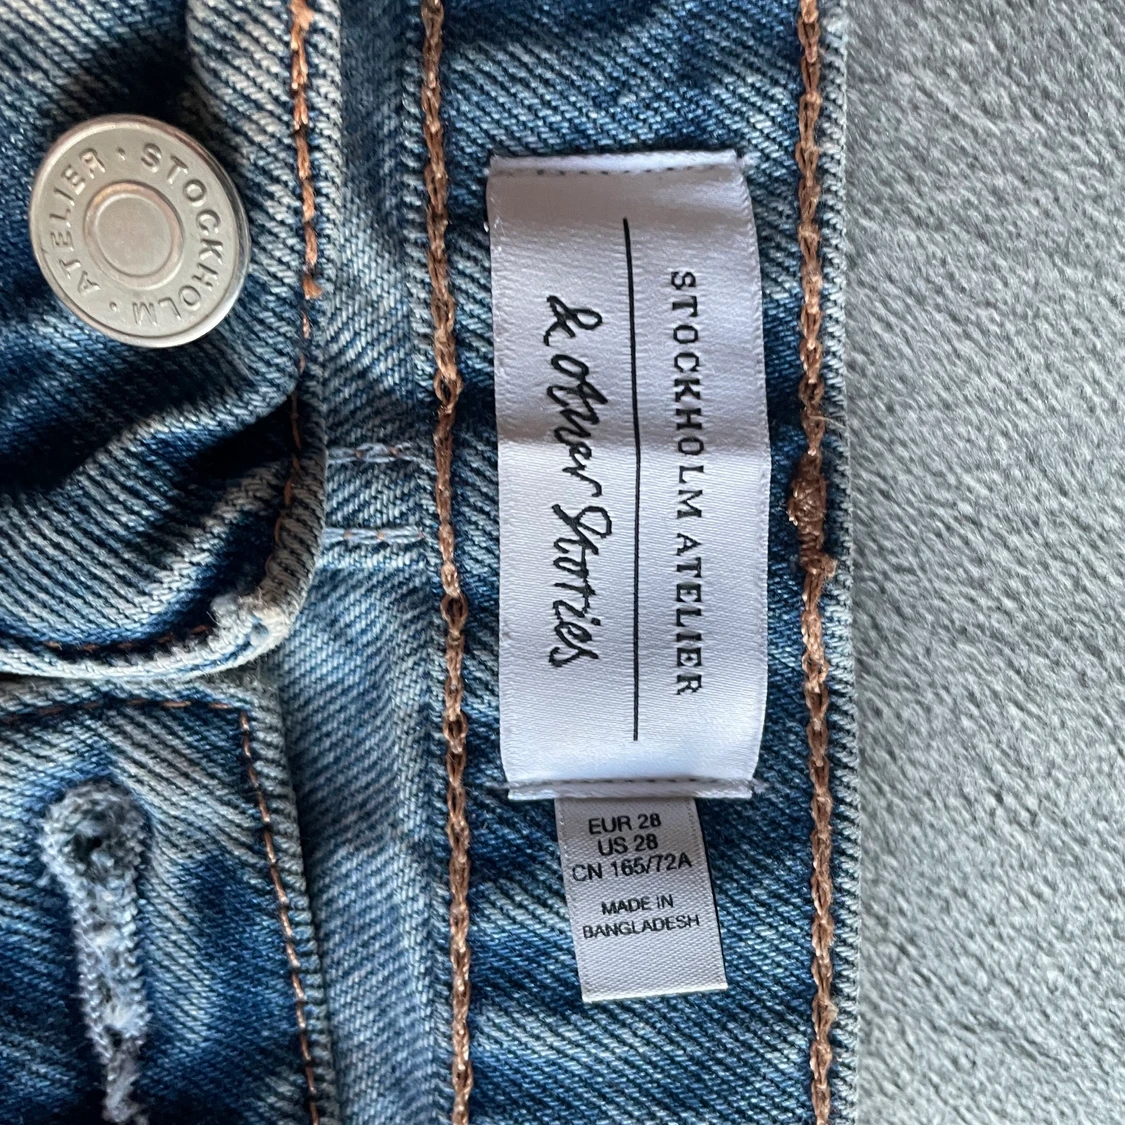 STOCKHOLM · ATELIER ·
STOCKHOLM ATELIER
& other Stories
EUR 28
US 28
CN 165/72A
MADE IN
BANGLADESH